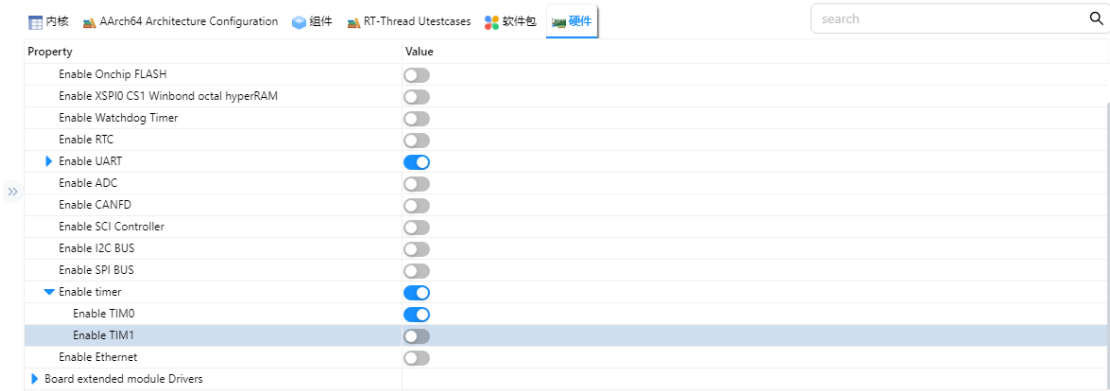 内核 AArch64 Architecture Configuration 组件 RT-Thread Utestcases 软件包 硬件 search
Property Value
Enable Onchip FLASH
Enable XSPI0 CS1 Winbond octal hyperRAM
Enable Watchdog Timer
Enable RTC
Enable UART
Enable ADC
Enable CANFD
Enable SCI Controller
Enable I2C BUS
Enable SPI BUS
Enable timer
Enable TIM0
Enable TIM1
Enable Ethernet
Board extended module Drivers